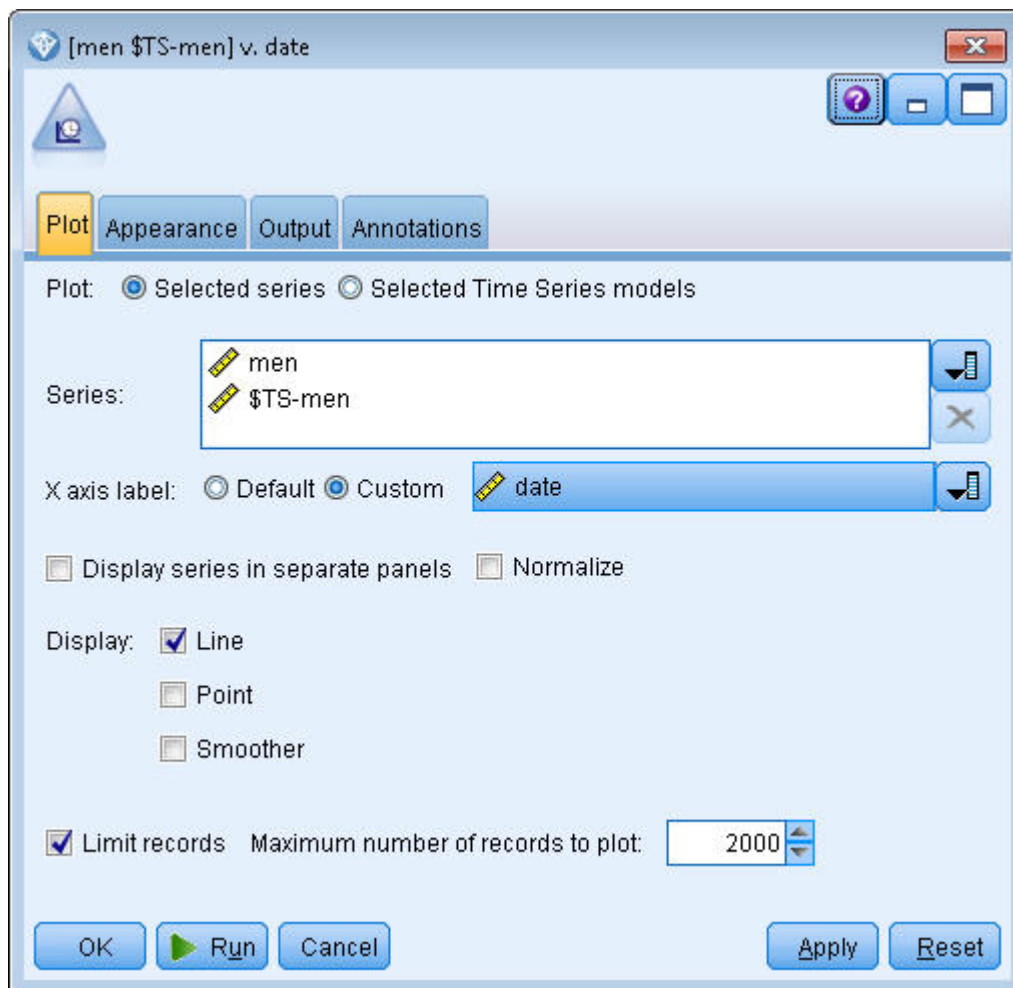 [men $TS-men] v. date
?
Plot Appearance Output Annotations
Plot: Selected series Selected Time Series models
Series:
men
$TS-men
X axis label: Default Custom date
Display series in separate panels Normalize
Display: Line
Point
Smoother
Limit records Maximum number of records to plot: 2000
OK Run Cancel Apply Reset